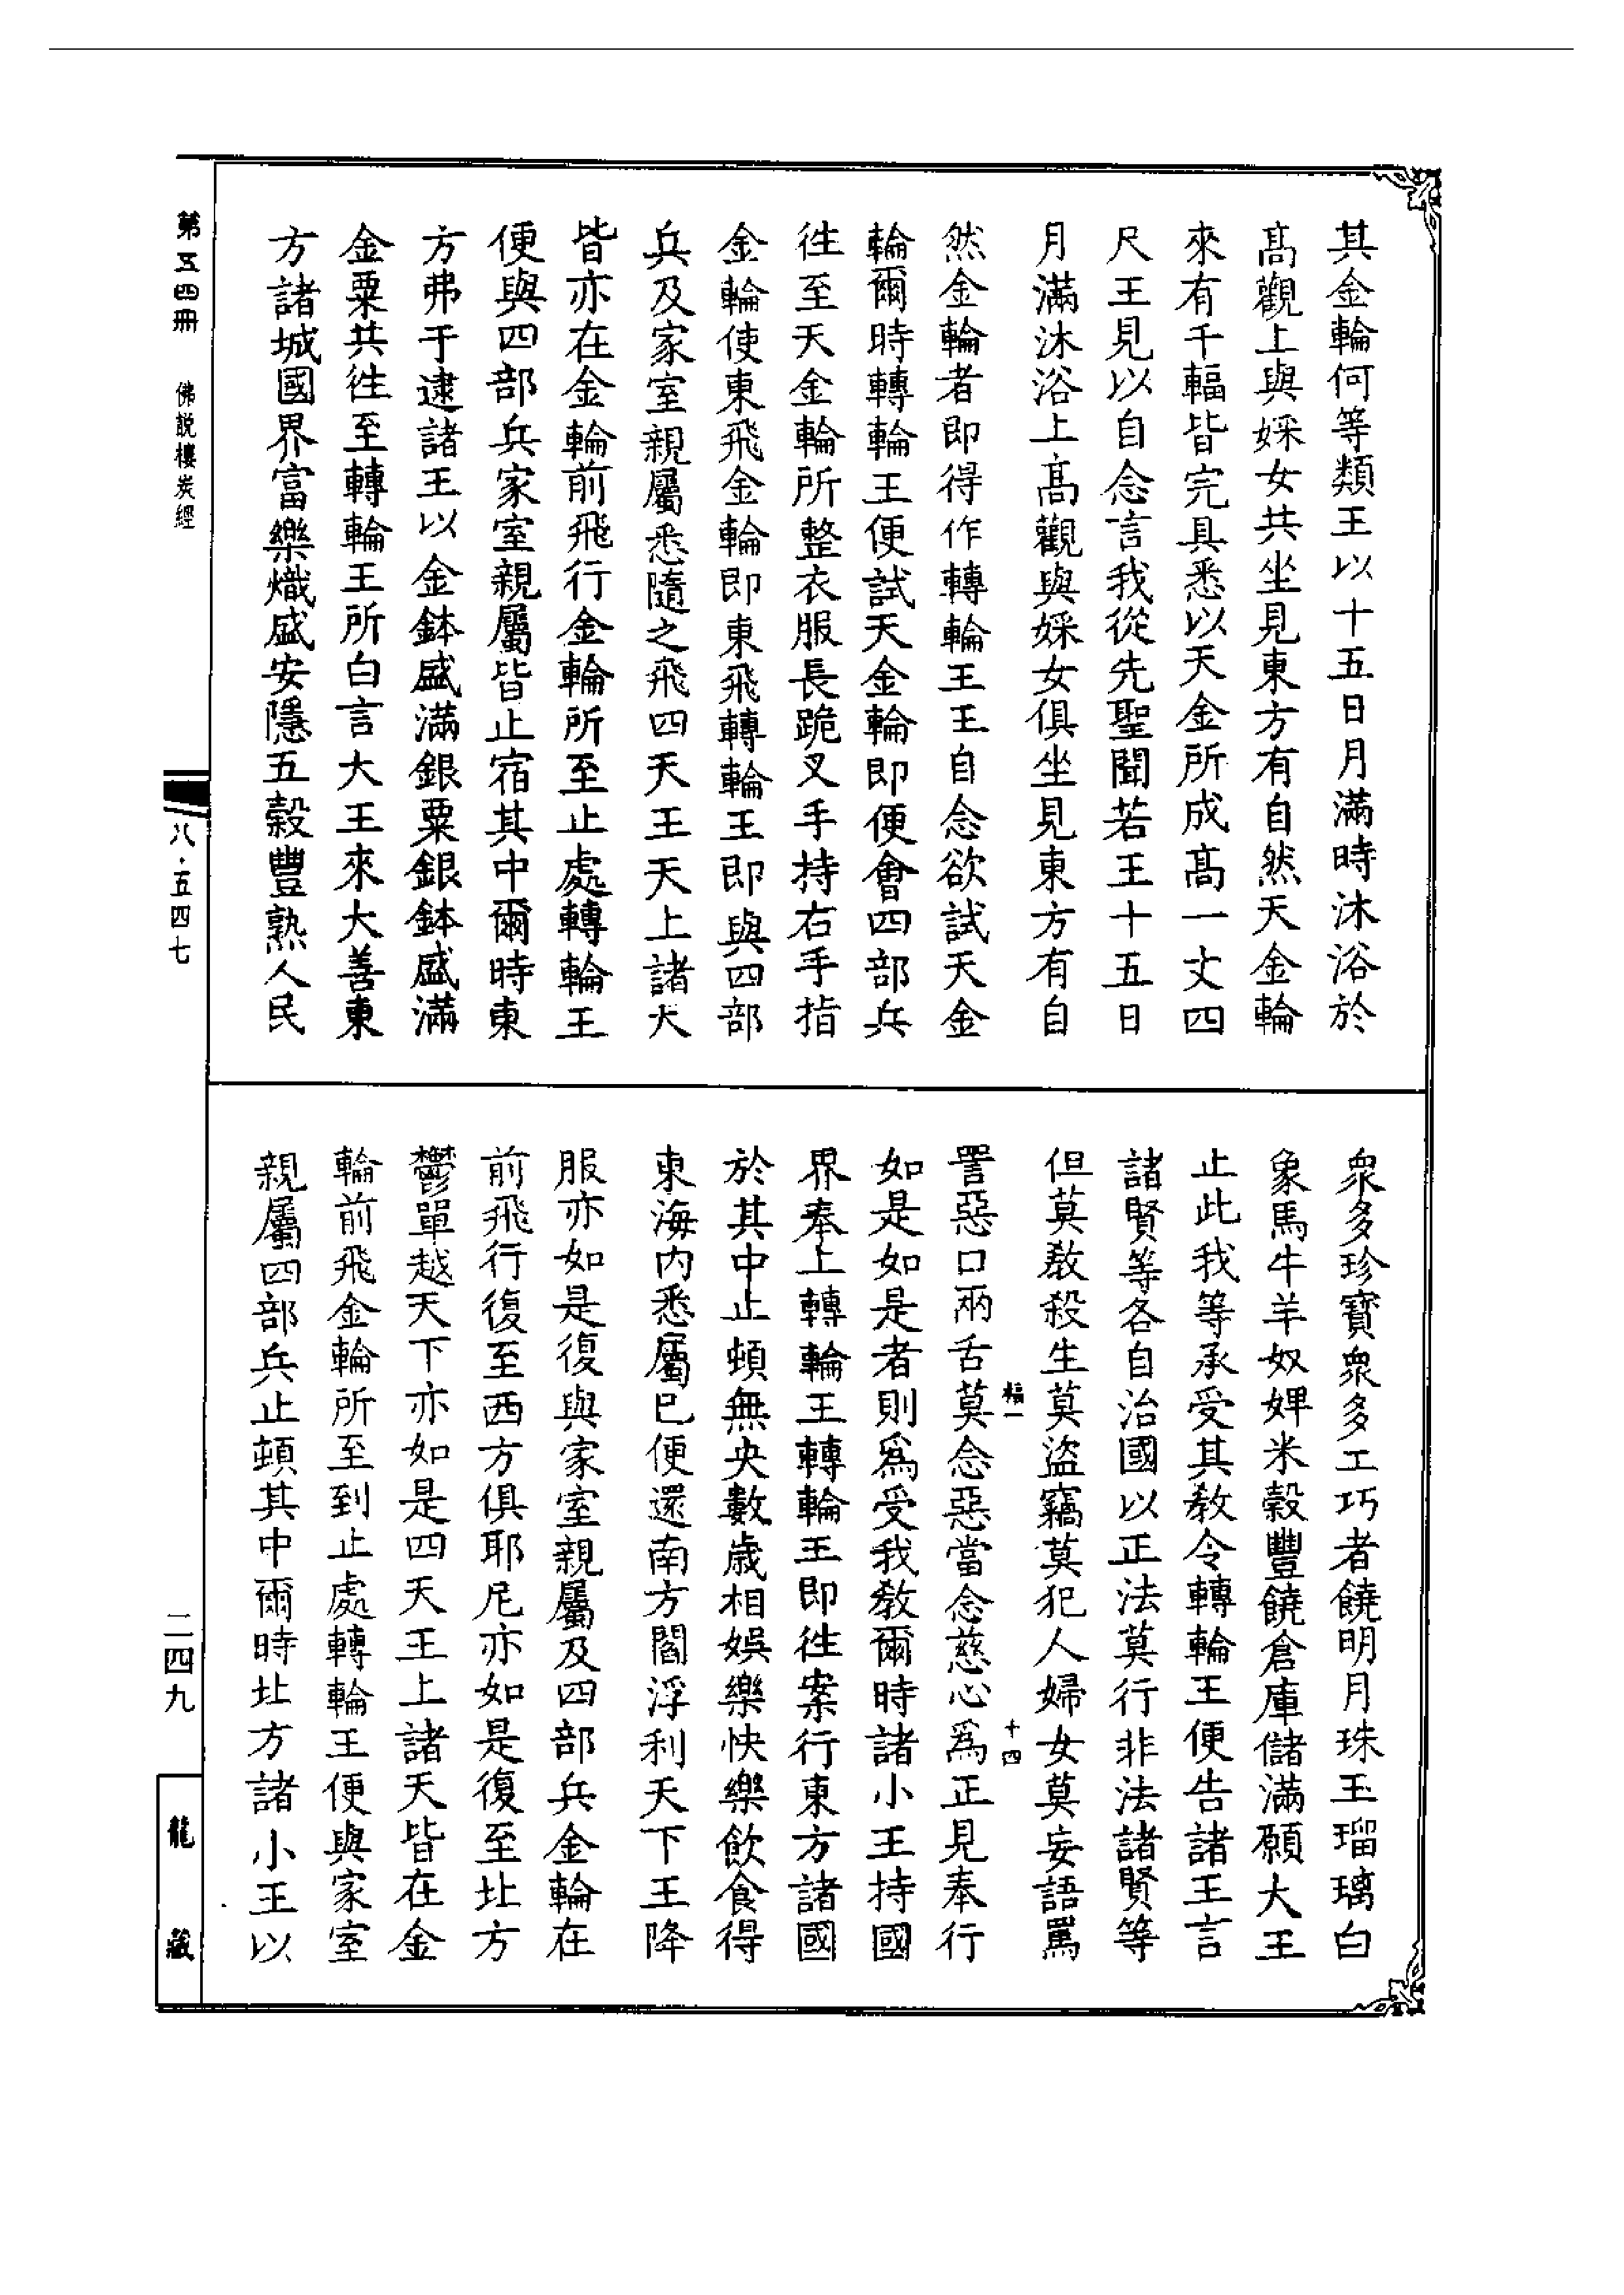 其金輪何等類王以十五日月滿時沐浴於
高觀上與婇女共坐見東方有自然天金輪
來有千輻皆完具悉以天金所成高一丈四
尺王見以自念言我從先聖聞若王十五日
月滿沐浴上高觀與婇女俱坐見東方有自
然金輪者即得作轉輪王王自念欲試天金
輪爾時轉輪王便試天金輪即便會四部兵
徃至天金輪所整衣服長跪叉手持右手指
金輪使東飛金輪即東飛轉輪王即與四部
兵及家室親屬悉隨之飛四天王天上諸天
皆亦在金輪前飛行金輪所至止處轉輪王
便與四部兵家室親屬皆止宿其中爾時東
方弗于逮諸王以金鉢盛滿銀粟銀鉢盛滿
金粟共徃至轉輪王所白言大王來大善東
方諸城國界富樂熾盛安隱五穀豐熟人民
衆多珍寶衆多工巧者饒明月珠玉瑠璃白
象馬牛羊奴婢米穀豐饒倉庫儲滿願大王
止此我等承受其教令轉輪王便告諸王言
諸賢等各自治國以正法莫行非法諸賢等
但莫教殺生莫盜竊莫犯人婦女莫妄語罵
詈惡口兩舌莫念惡當念慈心爲正見奉行
如是如是者則爲受我教爾時諸小王持國
界奉上轉輪王轉輪王即徃案行東方諸國
於其中止頓無央數歲相娛樂快樂飲食得
東海內悉屬已便還南方閻浮利天下王降
服亦如是復與家室親屬及四部兵金輪在
前飛行復至西方俱耶尼亦如是復至北方
鬱單越天下亦如是四天王上諸天皆在金
輪前飛金輪所至到止處轉輪王便與家室
親屬四部兵止頓其中爾時北方諸小王以
福一
十四
第五四冊 佛說樓炭經
八·五四七
二四九
龍藏